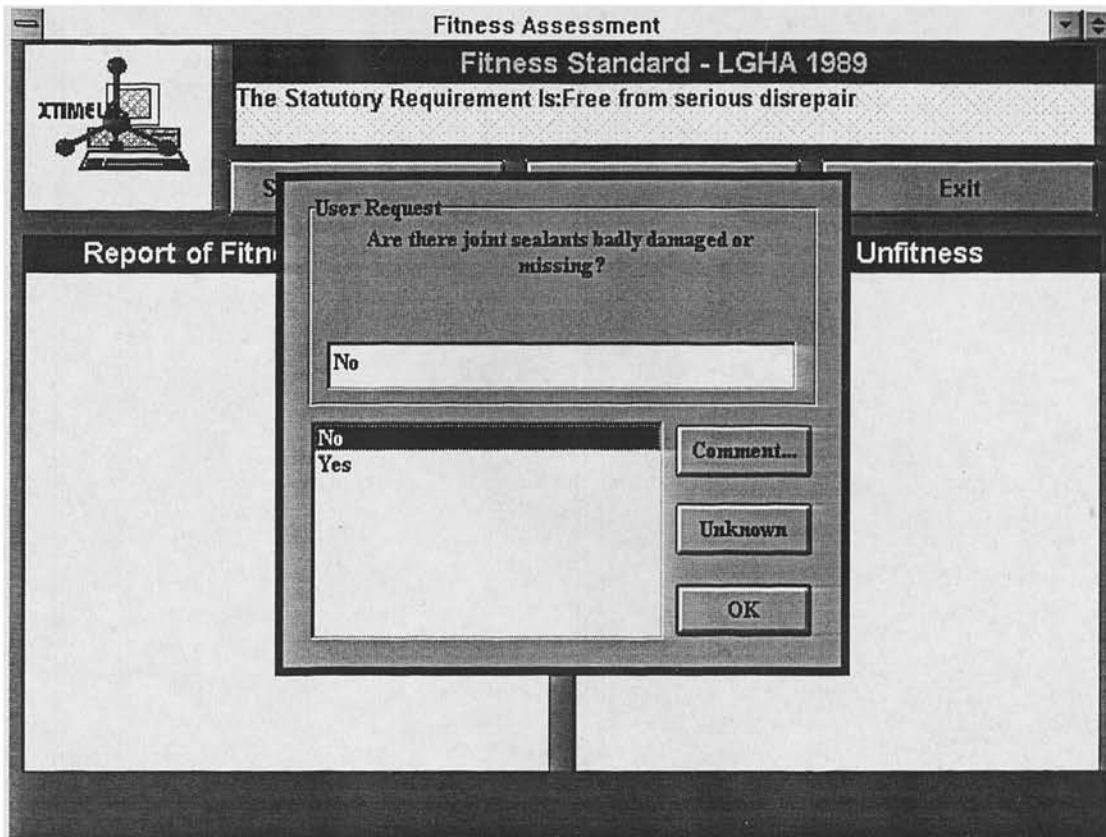 Fitness Assessment
Fitness Standard - LGHA 1989
The Statutory Requirement Is:Free from serious disrepair
XTIMEL
Exit
Report of
Unfitness
User Request
Are there joint sealants badly damaged or
missing?
No
No
Yes
Comment...
Unknown
OK